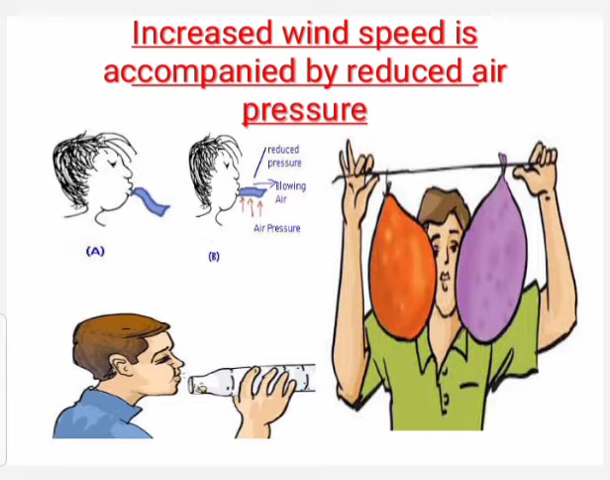 Increased wind speed is
accompanied by reduced air
pressure
reduced
pressure
Blowing
Air
Air Pressure
(A)
(B)